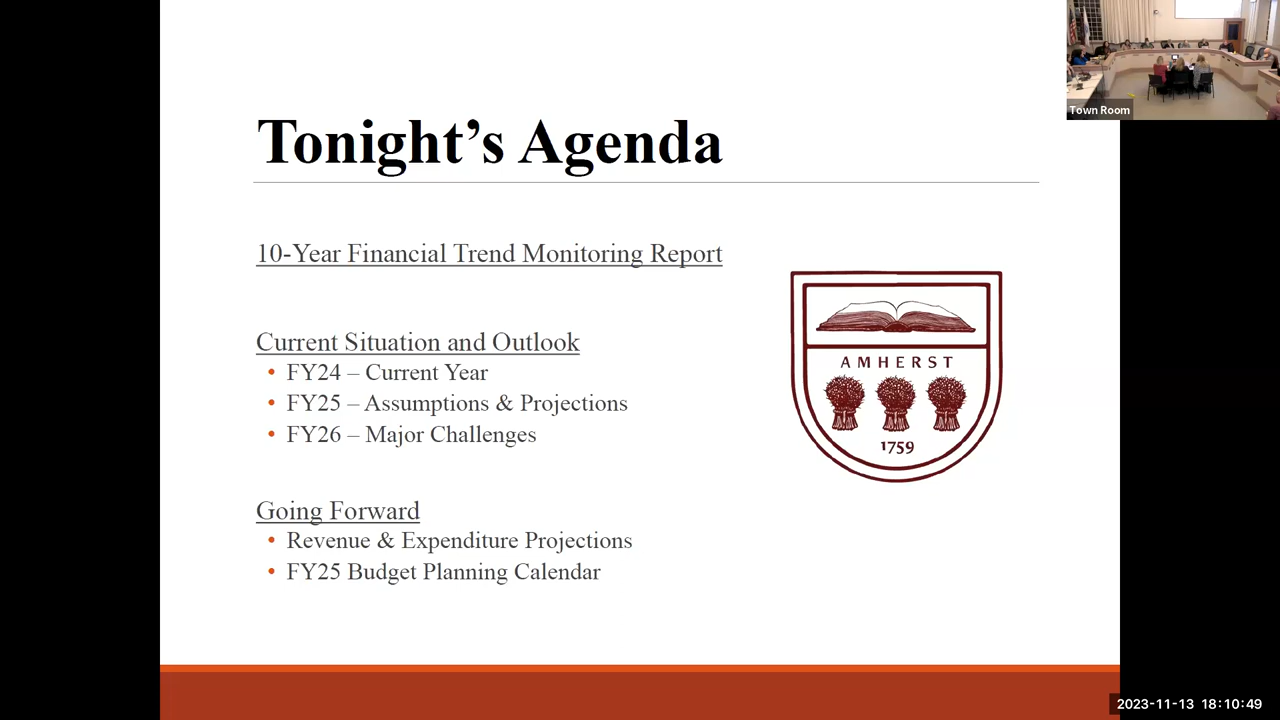 Town Room
Tonight's Agenda
10-Year Financial Trend Monitoring Report
Current Situation and Outlook
• FY24 – Current Year
• FY25 – Assumptions & Projections
• FY26 – Major Challenges
Going Forward
• Revenue & Expenditure Projections
• FY25 Budget Planning Calendar
AMHERST
1759
2023-11-13 18:10:49